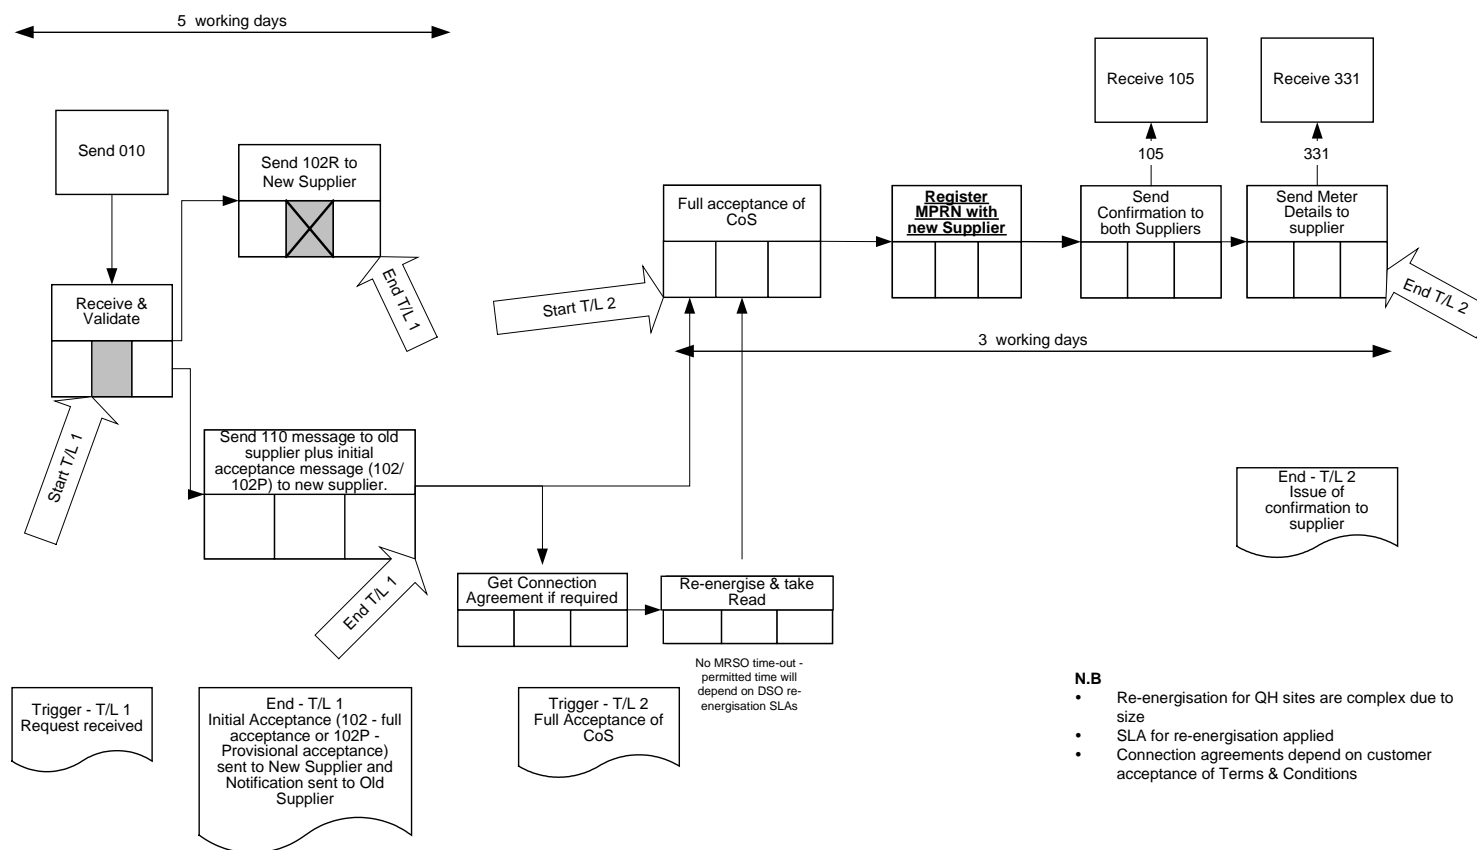 5 working days
Send 010
Send 102R to
New Supplier
Receive 105
Receive 331
105
331
Full acceptance of
CoS
Register
MPRN with
new Supplier
Send
Confirmation to
both Suppliers
Send Meter
Details to
supplier
Receive &
Validate
End T/L 1
Start T/L 2
End T/L 2
3 working days
Start T/L 1
Send 110 message to old
supplier plus initial
acceptance message (102/
102P) to new supplier.
End T/L 1
Get Connection
Agreement if required
Re-energise & take
Read
No MRSO time-out -
permitted time will
depend on DSO re-
energisation SLAs
End - T/L 2
Issue of
confirmation to
supplier
Trigger - T/L 1
Request received
End - T/L 1
Initial Acceptance (102 - full
acceptance or 102P -
Provisional acceptance)
sent to New Supplier and
Notification sent to Old
Supplier
Trigger - T/L 2
Full Acceptance of
CoS
N.B
• Re-energisation for QH sites are complex due to
size
• SLA for re-energisation applied
• Connection agreements depend on customer
acceptance of Terms & Conditions